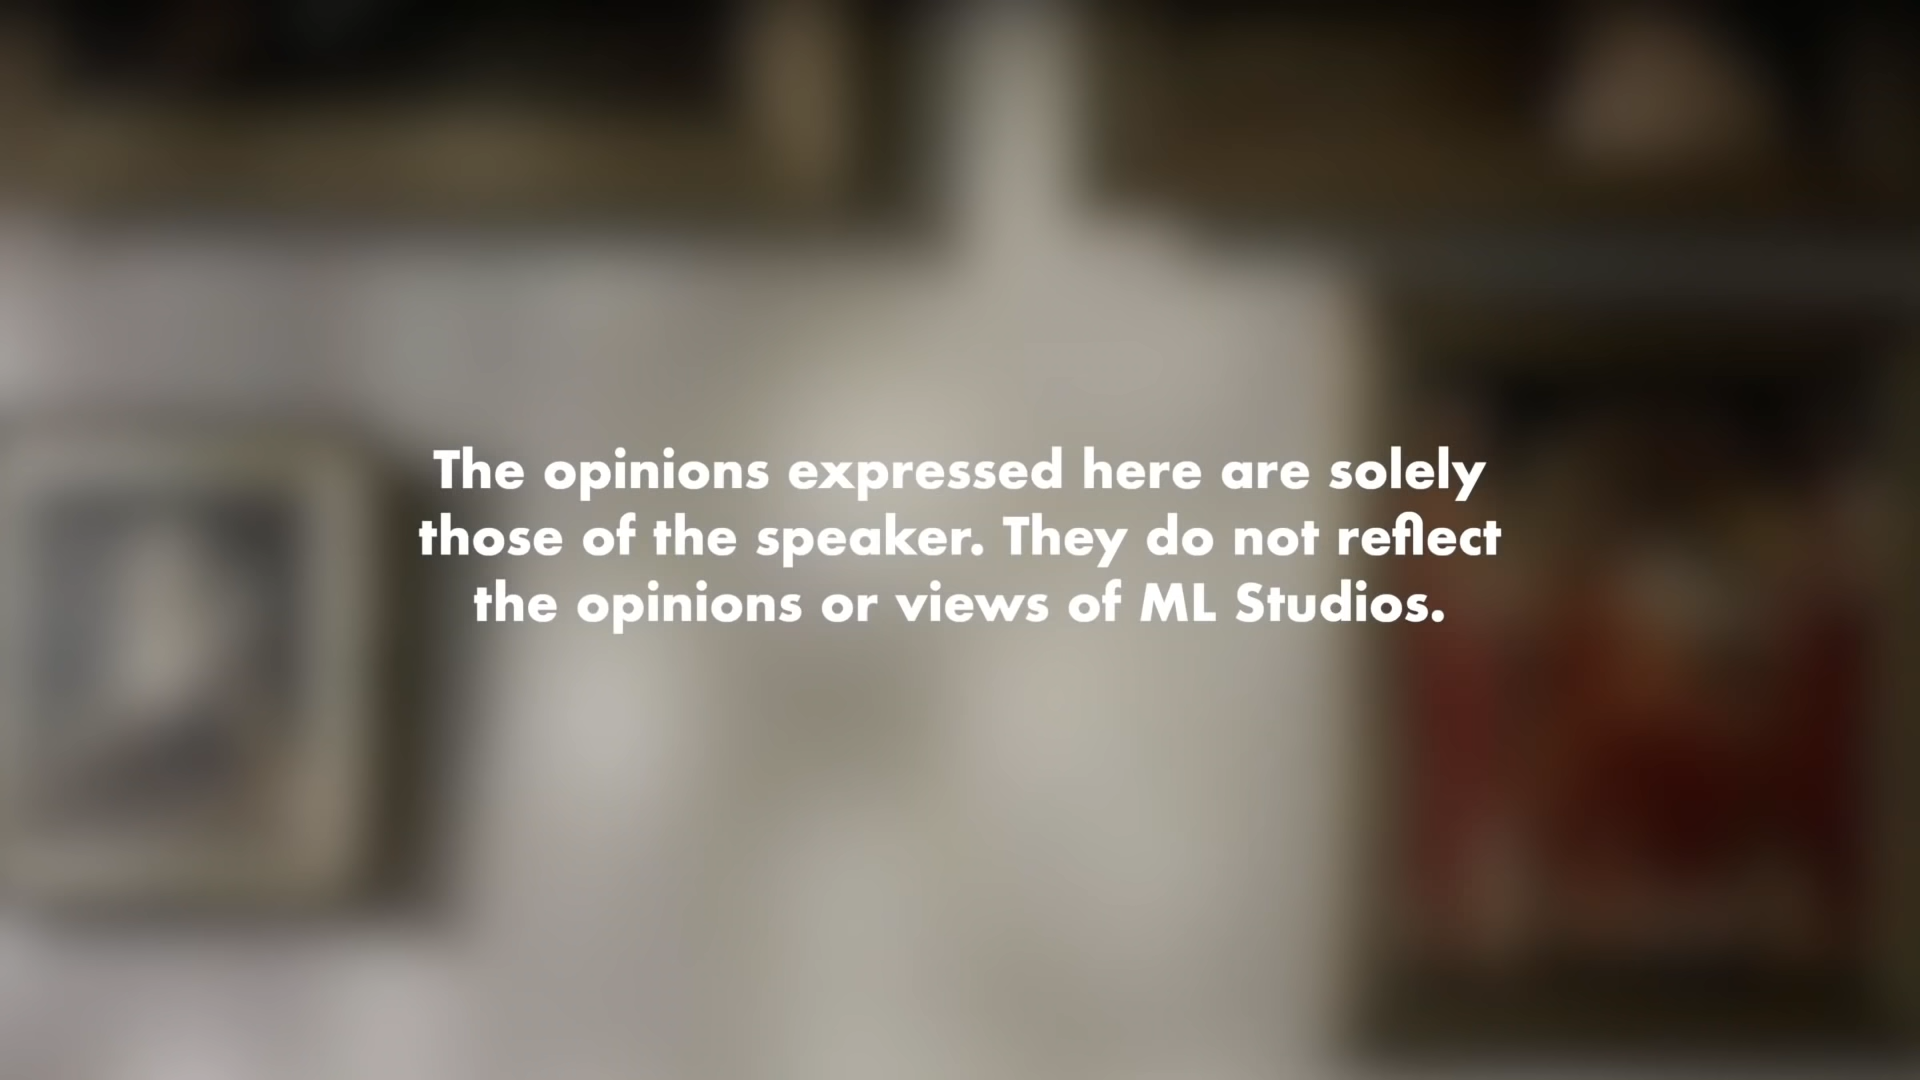 The opinions expressed here are solely
those of the speaker. They do not reflect
the opinions or views of ML Studios.